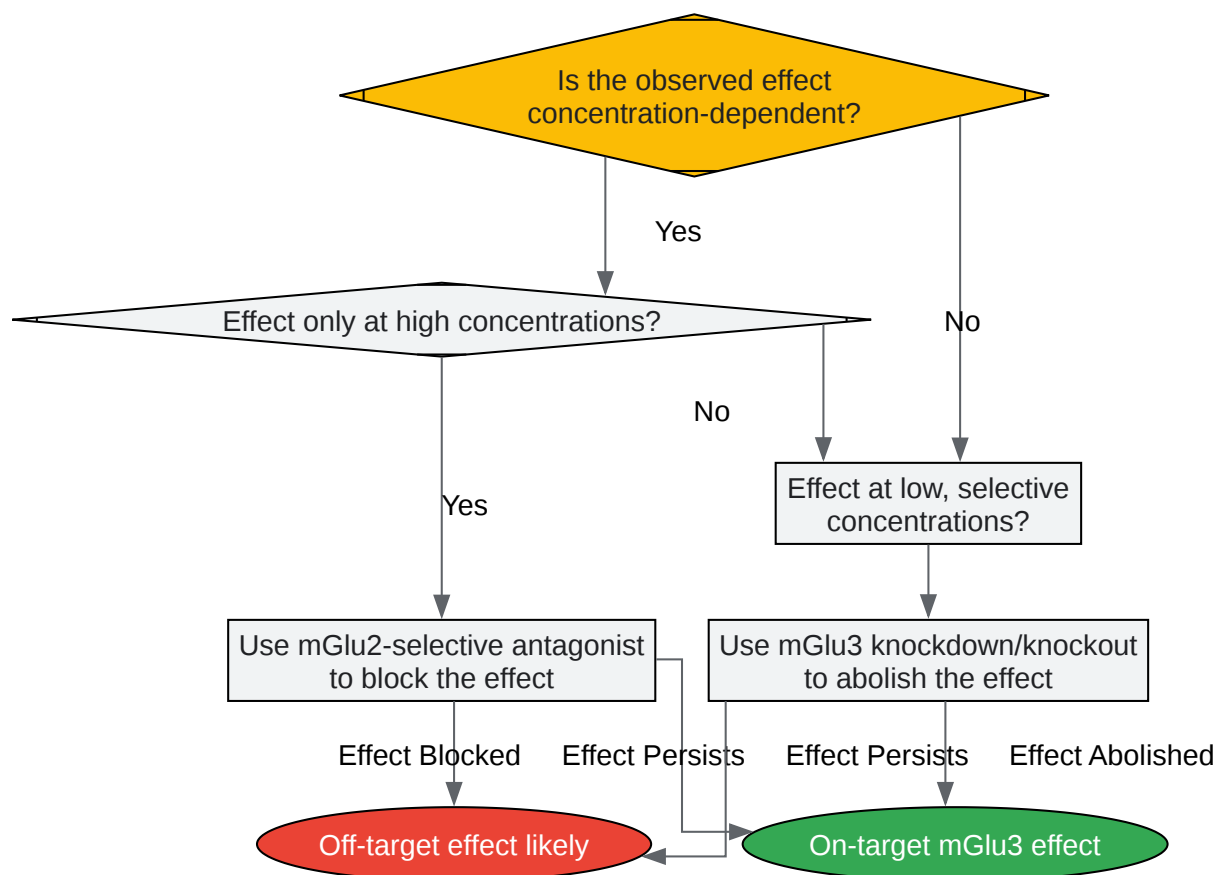 Is the observed effect
concentration-dependent?
Yes
Effect only at high concentrations?
No
No
Effect at low, selective
concentrations?
Yes
Use mGlu2-selective antagonist
to block the effect
Use mGlu3 knockdown/knockout
to abolish the effect
Effect Blocked
Effect Persists
Effect Persists
Effect Abolished
Off-target effect likely
On-target mGlu3 effect